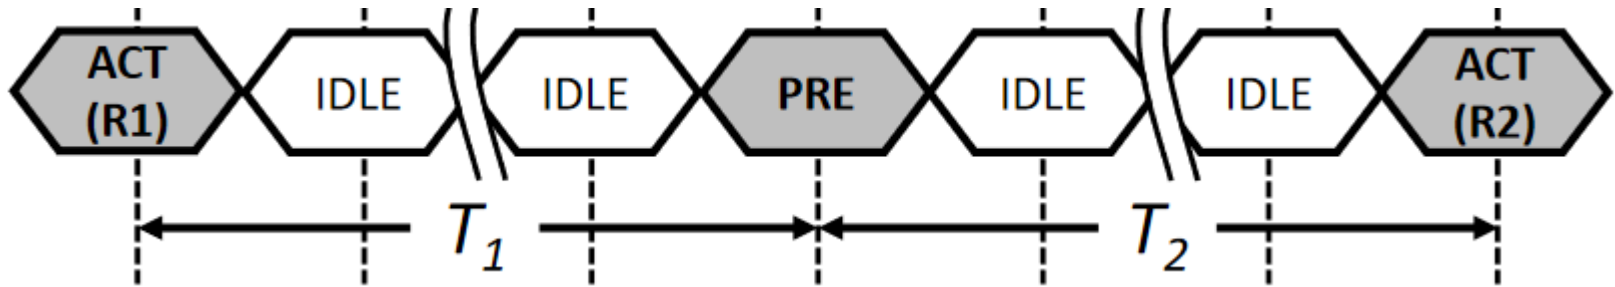 ACT
(R1)
IDLE
IDLE
PRE
IDLE
IDLE
ACT
(R2)
T1
T2